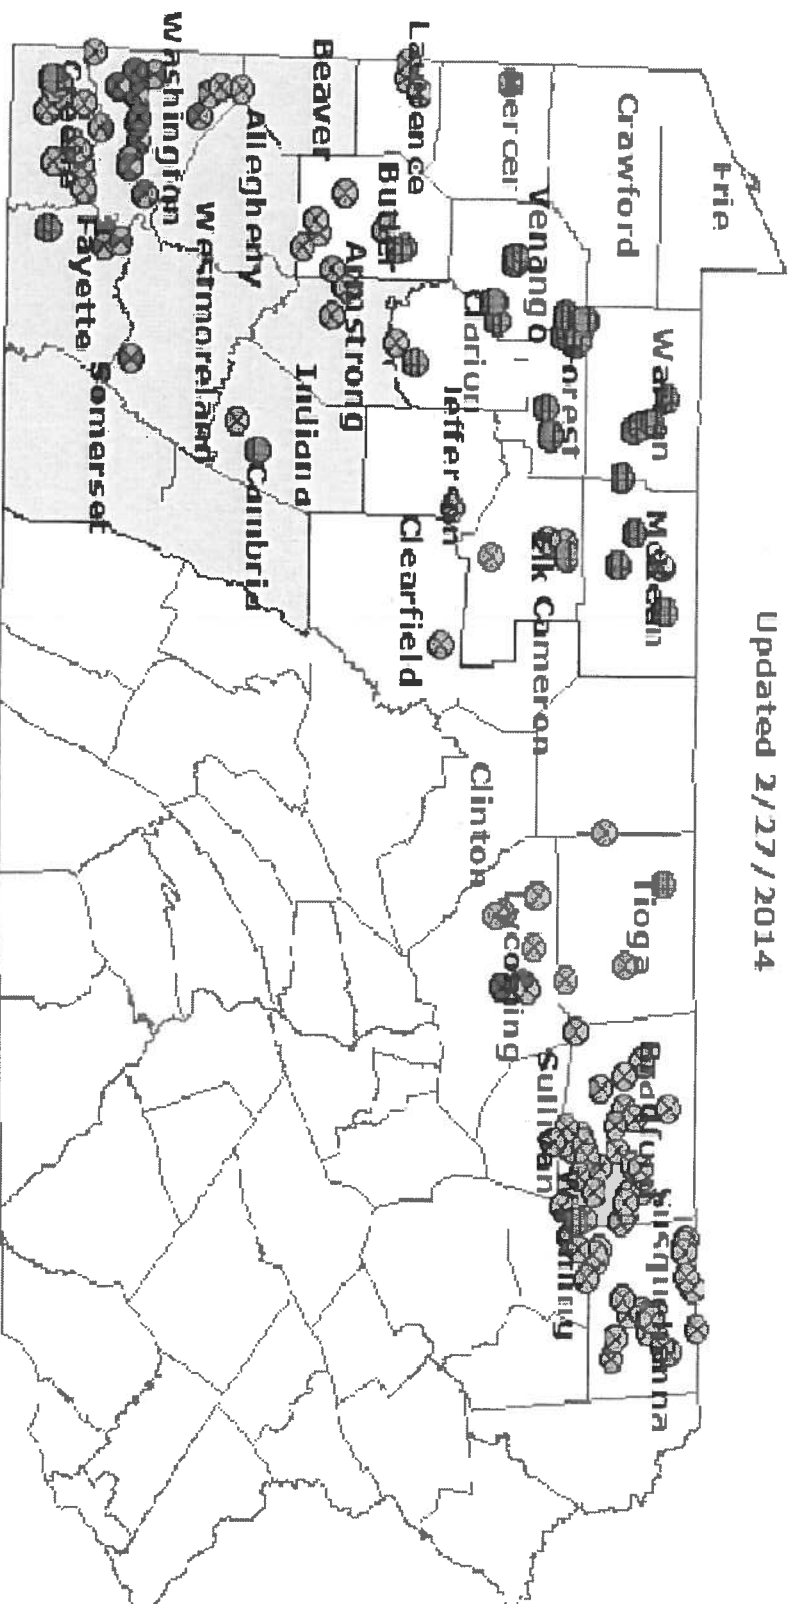 Updated 2/27/2014
Erie
Crawford
Warren
McKean
Tioga
Bradford
Susquehanna
Mercer
Venango
Forest
Elk
Cameron
Sullivan
Wyoming
Lawrence
Clarion
Jefferson
Clinton
Lycoming
Beaver
Butler
Armstrong
Indiana
Clearfield
Allegheny
Westmoreland
Cambria
Washington
Greene
Fayette
Somerset